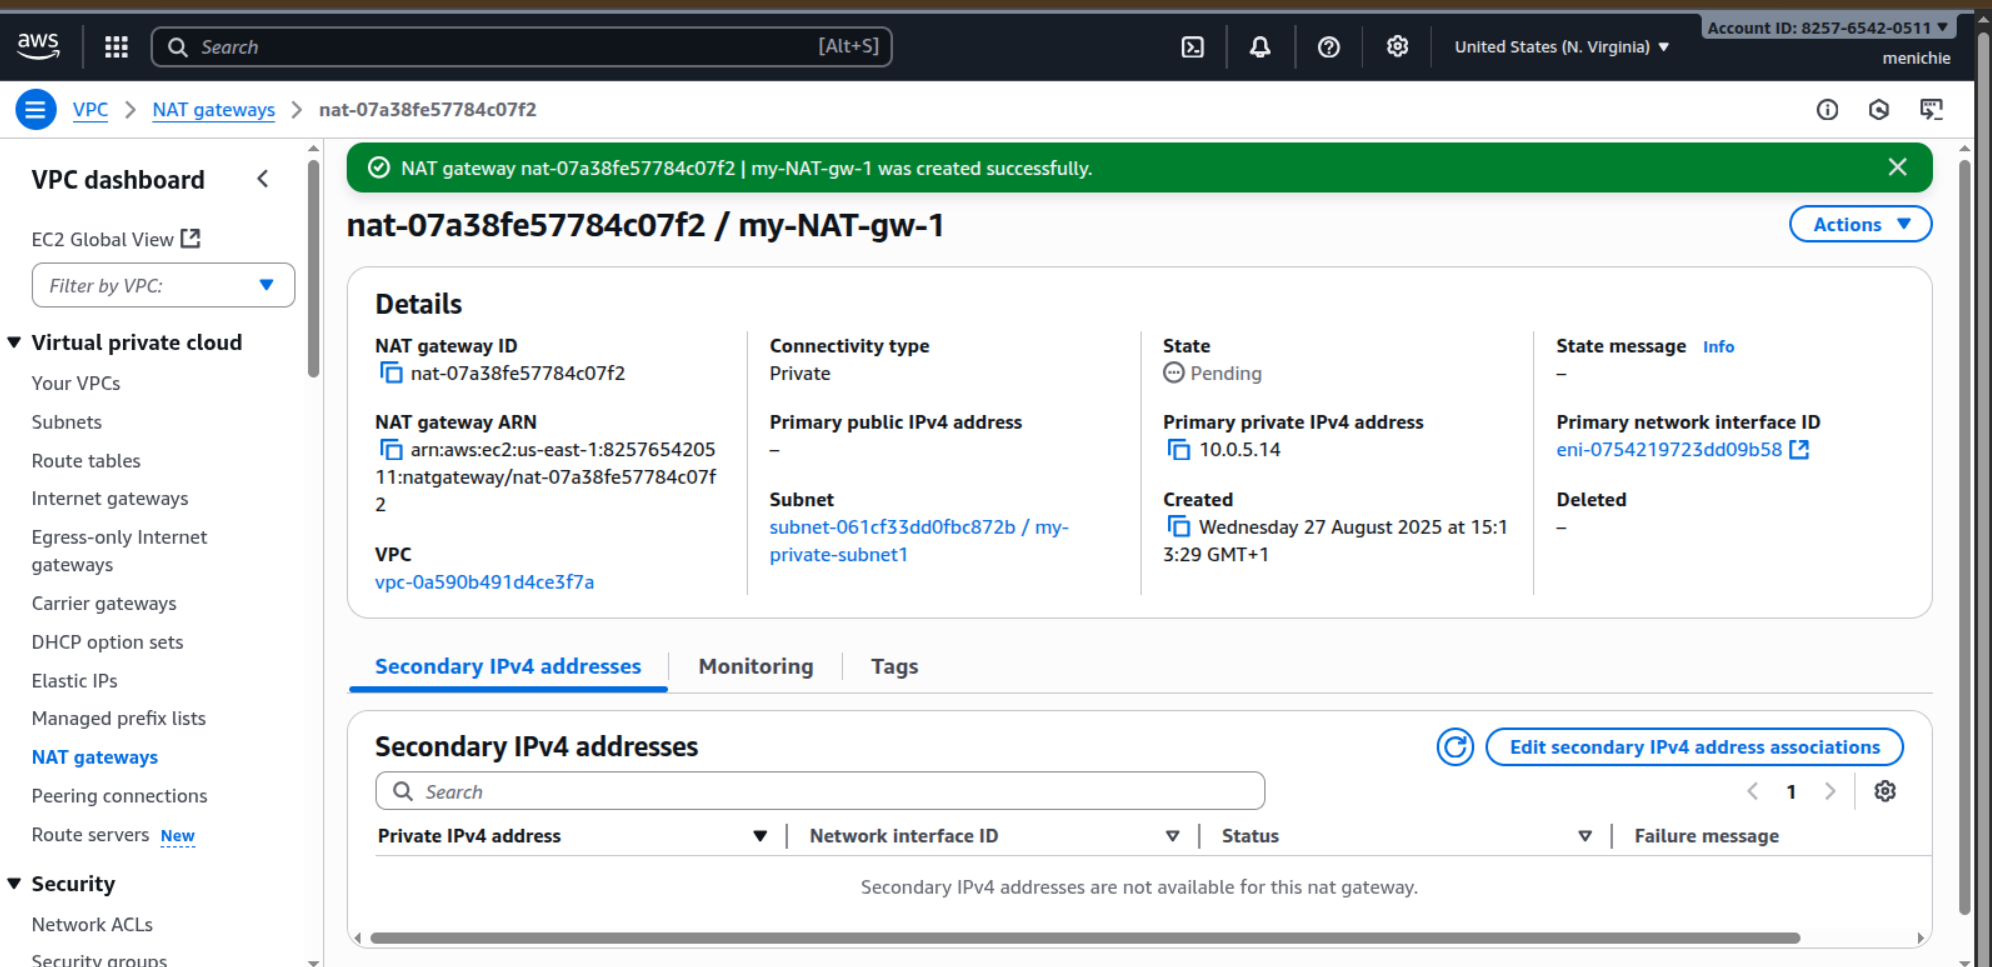 aws
Search [Alt+S]
United States (N. Virginia)
Account ID: 8257-6542-0511
menichie
VPC > NAT gateways > nat-07a38fe57784c07f2
VPC dashboard
EC2 Global View
Filter by VPC:
Virtual private cloud
Your VPCs
Subnets
Route tables
Internet gateways
Egress-only Internet
gateways
Carrier gateways
DHCP option sets
Elastic IPs
Managed prefix lists
NAT gateways
Peering connections
Route servers New
Security
Network ACLs
Security groups
NAT gateway nat-07a38fe57784c07f2 | my-NAT-gw-1 was created successfully.
nat-07a38fe57784c07f2 / my-NAT-gw-1
Actions
Details
NAT gateway ID
nat-07a38fe57784c07f2
NAT gateway ARN
arn:aws:ec2:us-east-1:8257654205
11:natgateway/nat-07a38fe57784c07f
2
VPC
vpc-0a590b491d4ce3f7a
Connectivity type
Private
Primary public IPv4 address
–
Subnet
subnet-061cf33dd0fbc872b / my-
private-subnet1
State
Pending
Primary private IPv4 address
10.0.5.14
Created
Wednesday 27 August 2025 at 15:1
3:29 GMT+1
State message Info
–
Primary network interface ID
eni-0754219723dd09b58
Deleted
–
Secondary IPv4 addresses
Monitoring
Tags
Secondary IPv4 addresses
Edit secondary IPv4 address associations
Search
1
Private IPv4 address
Network interface ID
Status
Failure message
Secondary IPv4 addresses are not available for this nat gateway.